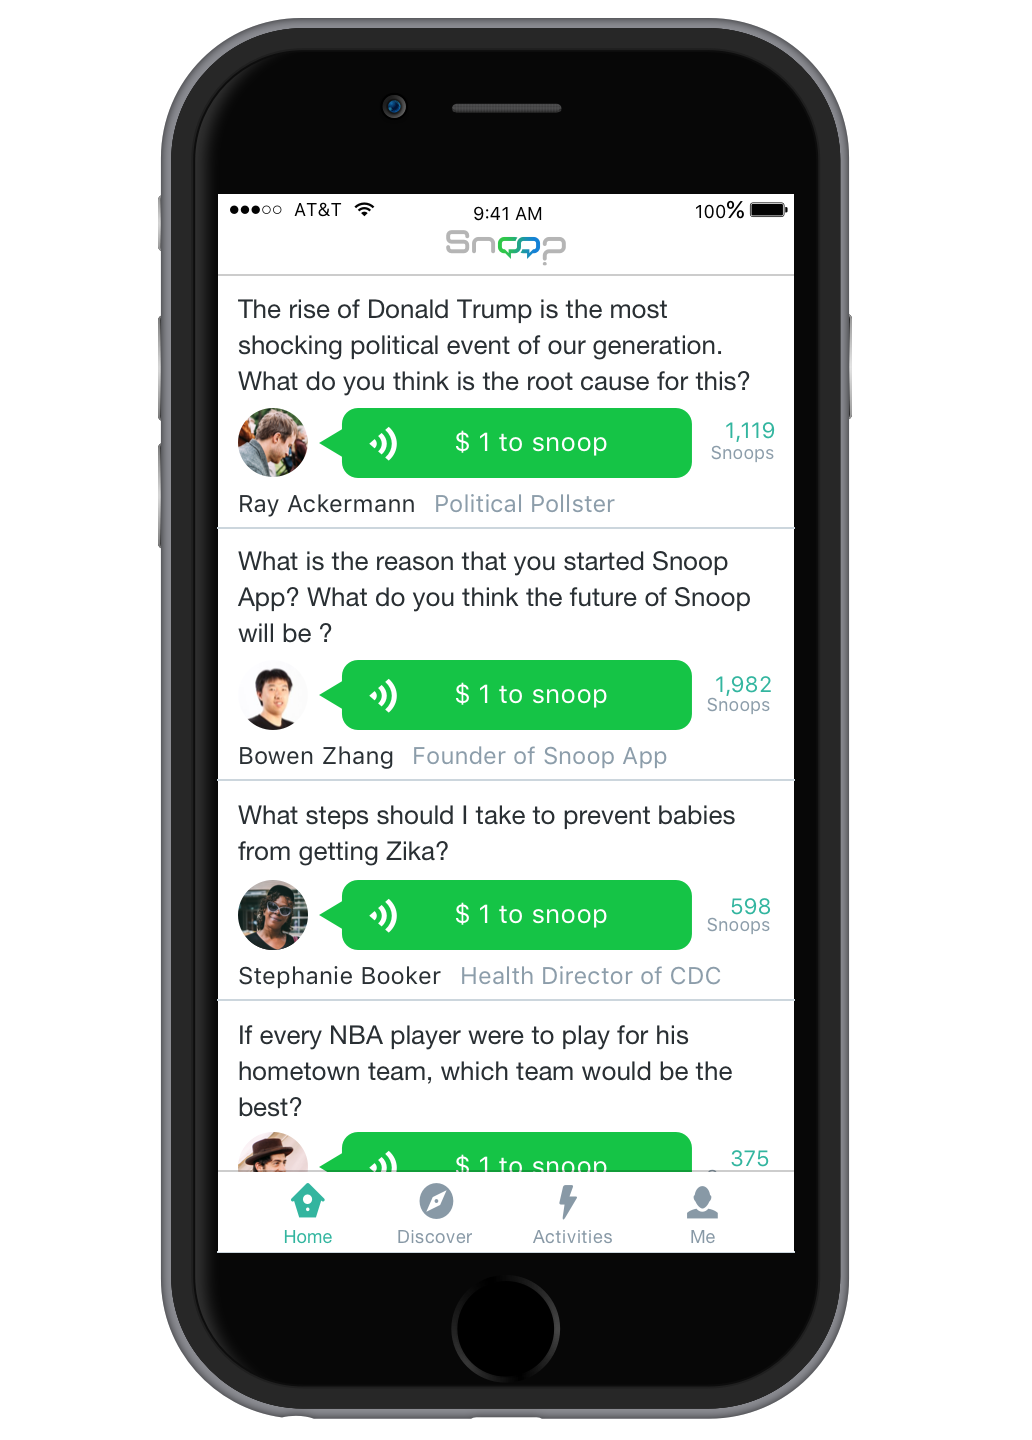 AT&T 9:41 AM 100%
Snoop
The rise of Donald Trump is the most
shocking political event of our generation.
What do you think is the root cause for this?
$ 1 to snoop
1,119
Snoops
Ray Ackermann Political Pollster
What is the reason that you started Snoop
App? What do you think the future of Snoop
will be ?
$ 1 to snoop
1,982
Snoops
Bowen Zhang Founder of Snoop App
What steps should I take to prevent babies
from getting Zika?
$ 1 to snoop
598
Snoops
Stephanie Booker Health Director of CDC
If every NBA player were to play for his
hometown team, which team would be the
best?
$ 1 to snoop
375
Home Discover Activities Me